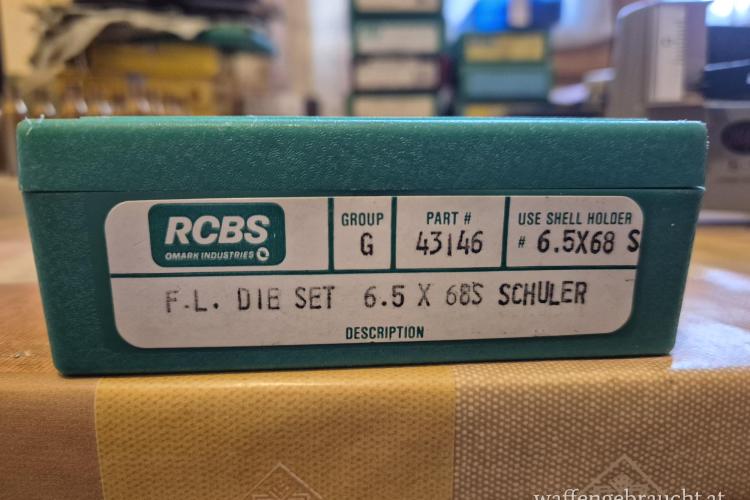 RCBS
OMARK INDUSTRIES
GROUP
G
PART #
43146
USE SHELL HOLDER
# 6.5X68 S
F.L. DIE SET 6.5 X 68S SCHULER
DESCRIPTION
waffengebraucht.at